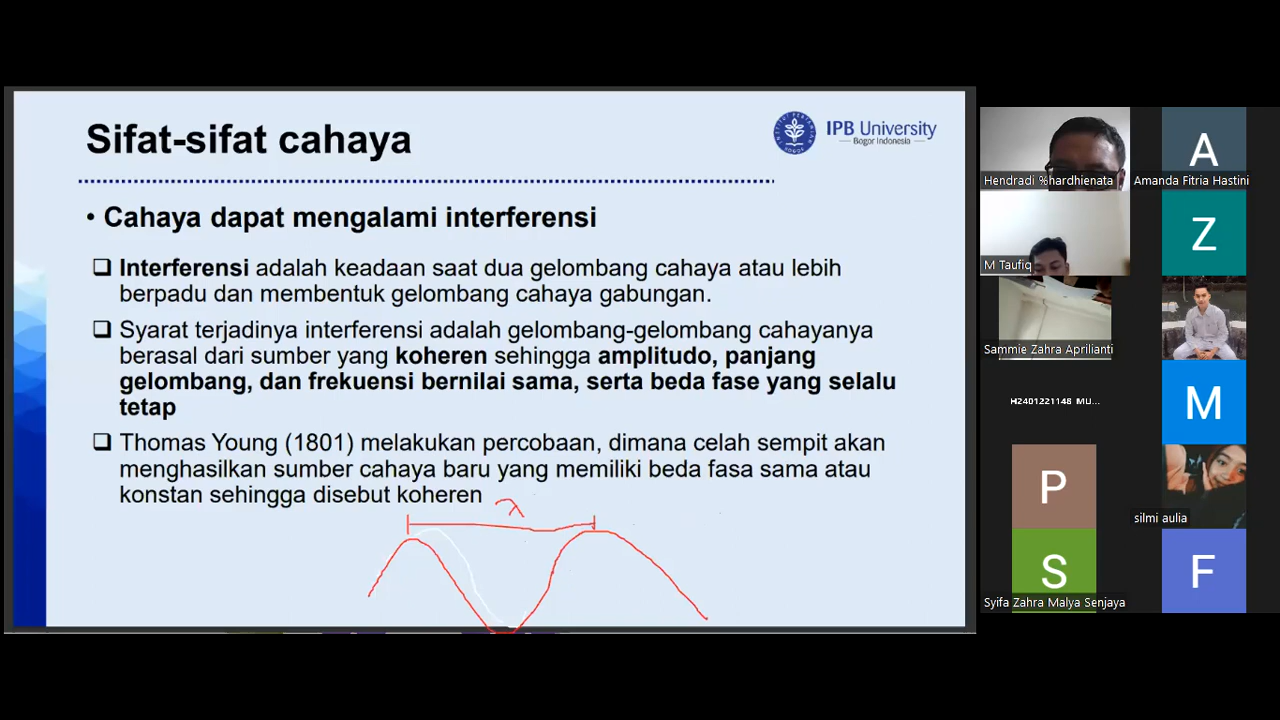 Sifat-sifat cahaya
IPB University
Bogor Indonesia
• Cahaya dapat mengalami interferensi
❑ Interferensi adalah keadaan saat dua gelombang cahaya atau lebih
berpadu dan membentuk gelombang cahaya gabungan.
❑ Syarat terjadinya interferensi adalah gelombang-gelombang cahayanya
berasal dari sumber yang koheren sehingga amplitudo, panjang
gelombang, dan frekuensi bernilai sama, serta beda fase yang selalu
tetap
❑ Thomas Young (1801) melakukan percobaan, dimana celah sempit akan
menghasilkan sumber cahaya baru yang memiliki beda fasa sama atau
konstan sehingga disebut koheren
λ
Hendradi %hardhienata
A
Amanda Fitria Hastini
M Taufiq
Z
Sammie Zahra Aprilianti
H2401221148 MU...
M
P
silmi aulia
S
Syifa Zahra Malya Senjaya
F